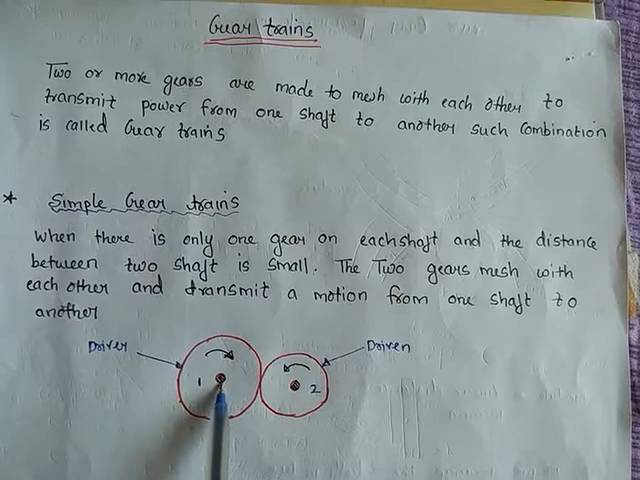 Gear trains
Two or more gears are made to mesh with each other to
transmit power from one shaft to another such combination
is called Gear trains
* Simple Gear trains
When there is only one gear on each shaft and the distance
between two shaft is small. The Two gears mesh with
each other and transmit a motion from one shaft to
another
Driver
Driven
1
2